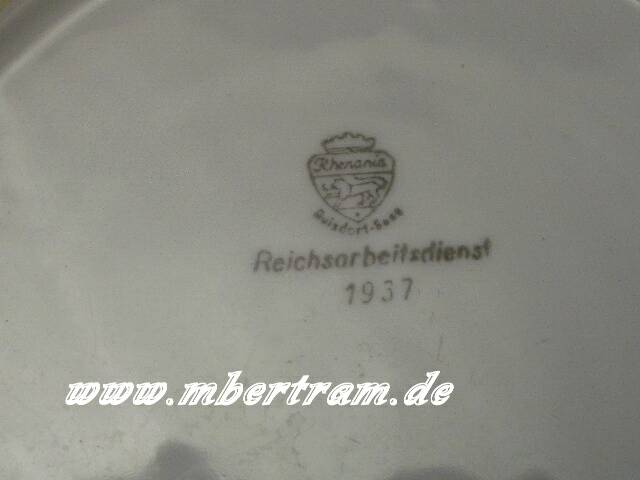 Rhenania
Duisdorf-Bonn
Reichsarbeitsdienst
1937
www.mbertram.de